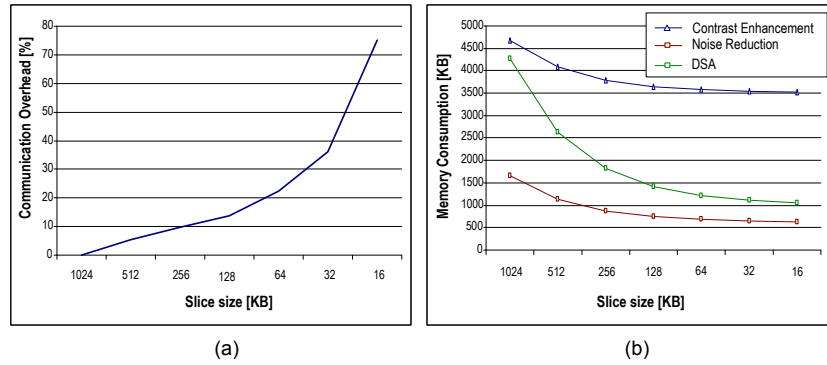 80
70
60
50
40
30
20
10
0
Communication Overhead [%]
1024 512 256 128 64 32 16
Slice size [KB]
(a)
5000
4500
4000
3500
3000
2500
2000
1500
1000
500
0
Memory Consumption [KB]
Contrast Enhancement
Noise Reduction
DSA
1024 512 256 128 64 32 16
Slice size [KB]
(b)